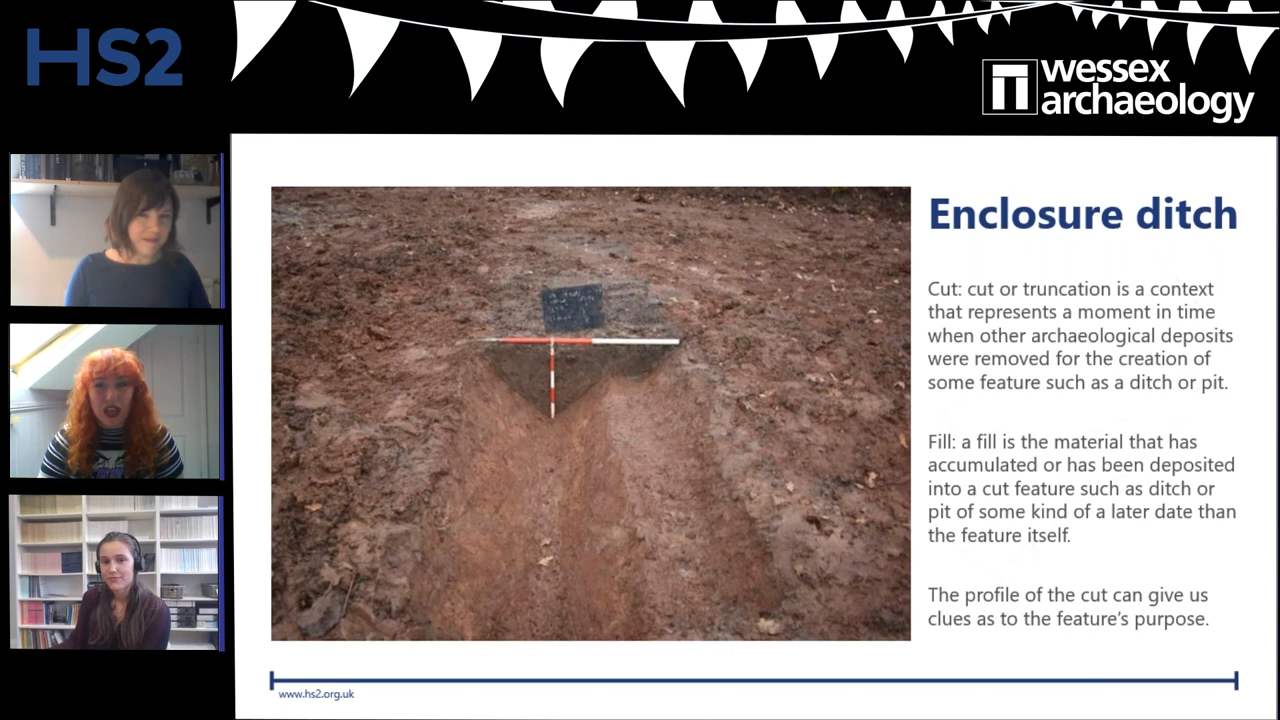 HS2
wessex
archaeology
Enclosure ditch
Cut: cut or truncation is a context
that represents a moment in time
when other archaeological deposits
were removed for the creation of
some feature such as a ditch or pit.
Fill: a fill is the material that has
accumulated or has been deposited
into a cut feature such as ditch or
pit of some kind of a later date than
the feature itself.
The profile of the cut can give us
clues as to the feature's purpose.
www.hs2.org.uk